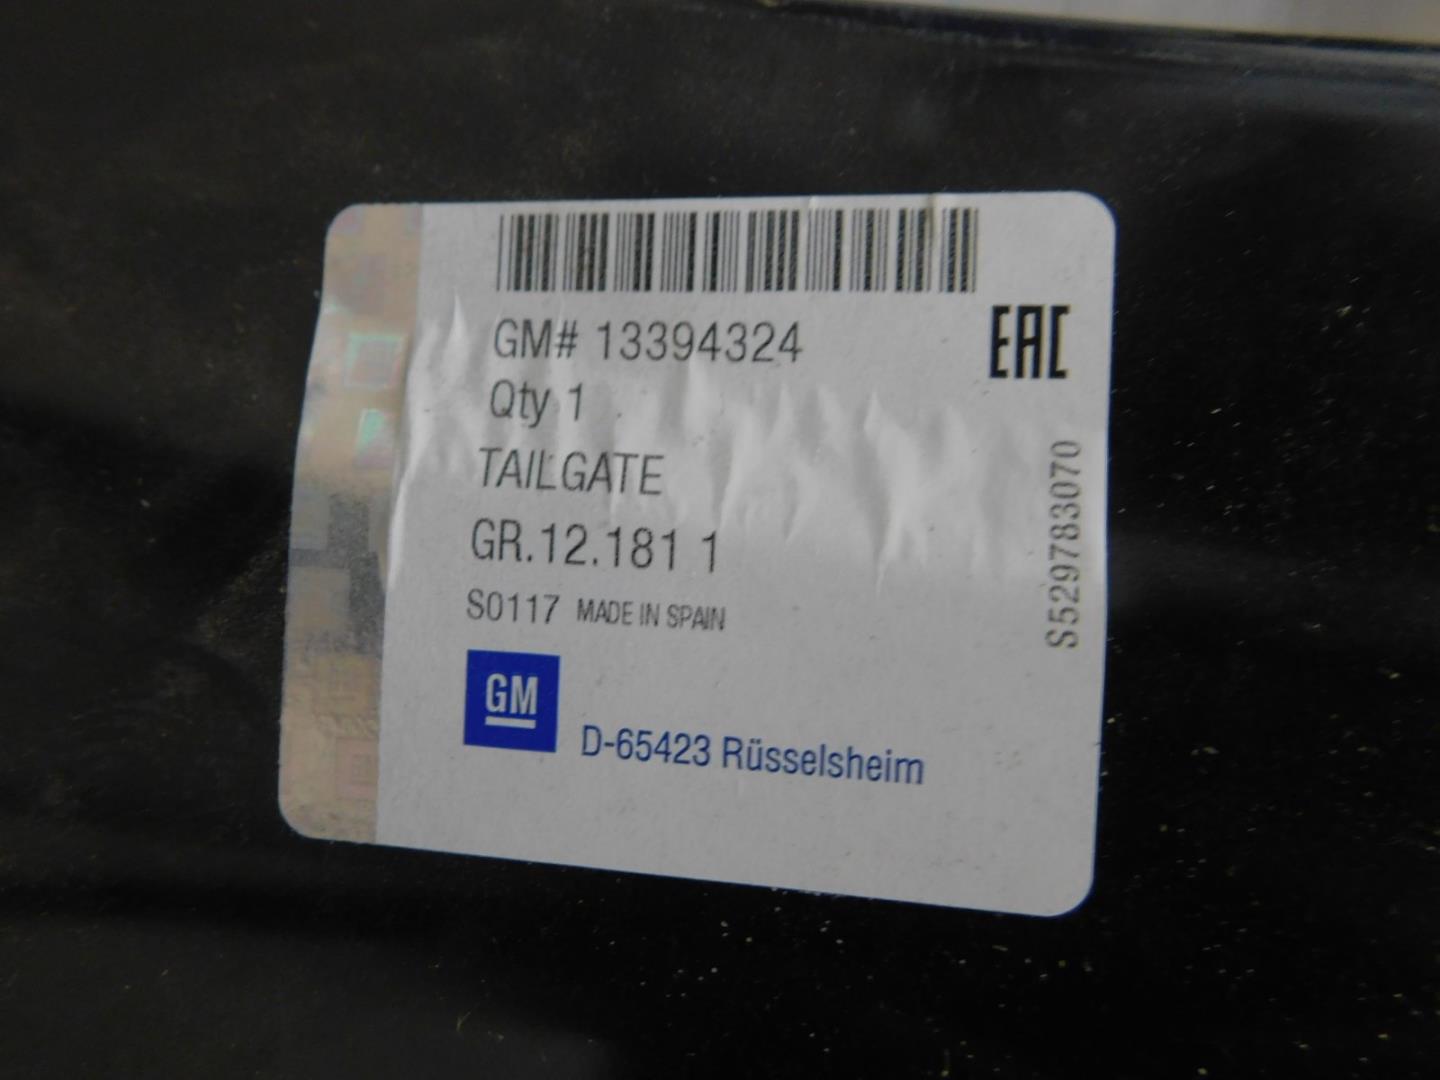 GM# 13394324
EAC
Qty 1
TAILGATE
GR.12.181 1
S0117 MADE IN SPAIN
S529783070
GM
D-65423 Rüsselsheim